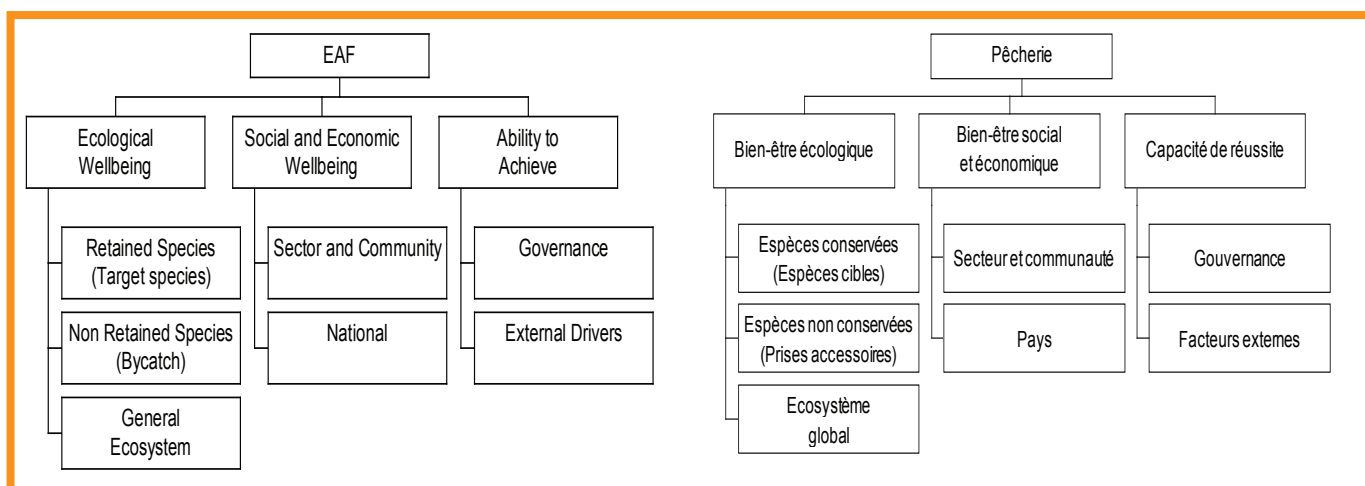 EAF
Ecological
Wellbeing
Social and Economic
Wellbeing
Ability to
Achieve
Retained Species
(Target species)
Sector and Community
Governance
Non Retained Species
(Bycatch)
National
External Drivers
General
Ecosystem
Pêcherie
Bien-être écologique
Bien-être social
et économique
Capacité de réussite
Espèces conservées
(Espèces cibles)
Secteur et communauté
Gouvernance
Espèces non conservées
(Prises accessoires)
Pays
Facteurs externes
Ecosystème
global